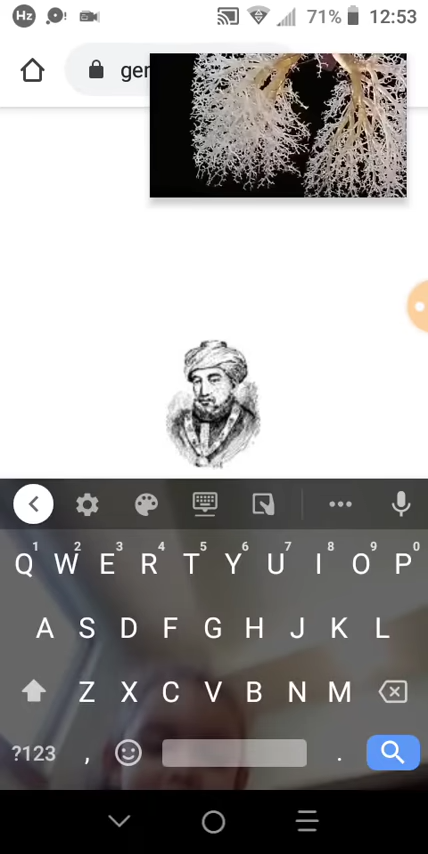 Hz ! 71% 12:53
ger
1 2 3 4 5 6 7 8 9 0
Q W E R T Y U I O P
A S D F G H J K L
Z X C V B N M
?123 , .